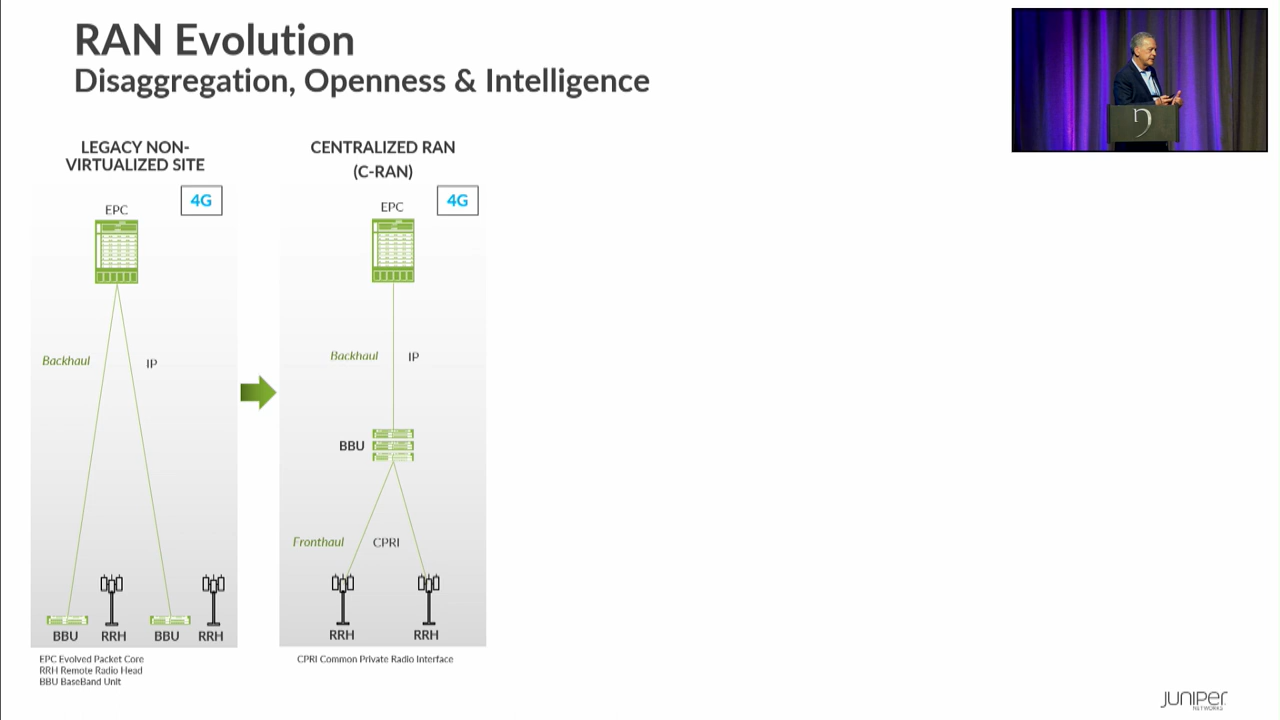 RAN Evolution
Disaggregation, Openness & Intelligence
LEGACY NON-
VIRTUALIZED SITE
4G
EPC
Backhaul
IP
BBU
RRH
BBU
RRH
EPC Evolved Packet Core
RRH Remote Radio Head
BBU BaseBand Unit
CENTRALIZED RAN
(C-RAN)
4G
EPC
Backhaul
IP
BBU
Fronthaul
CPRI
RRH
RRH
CPRI Common Private Radio Interface
JUNIPER
NETWORKS